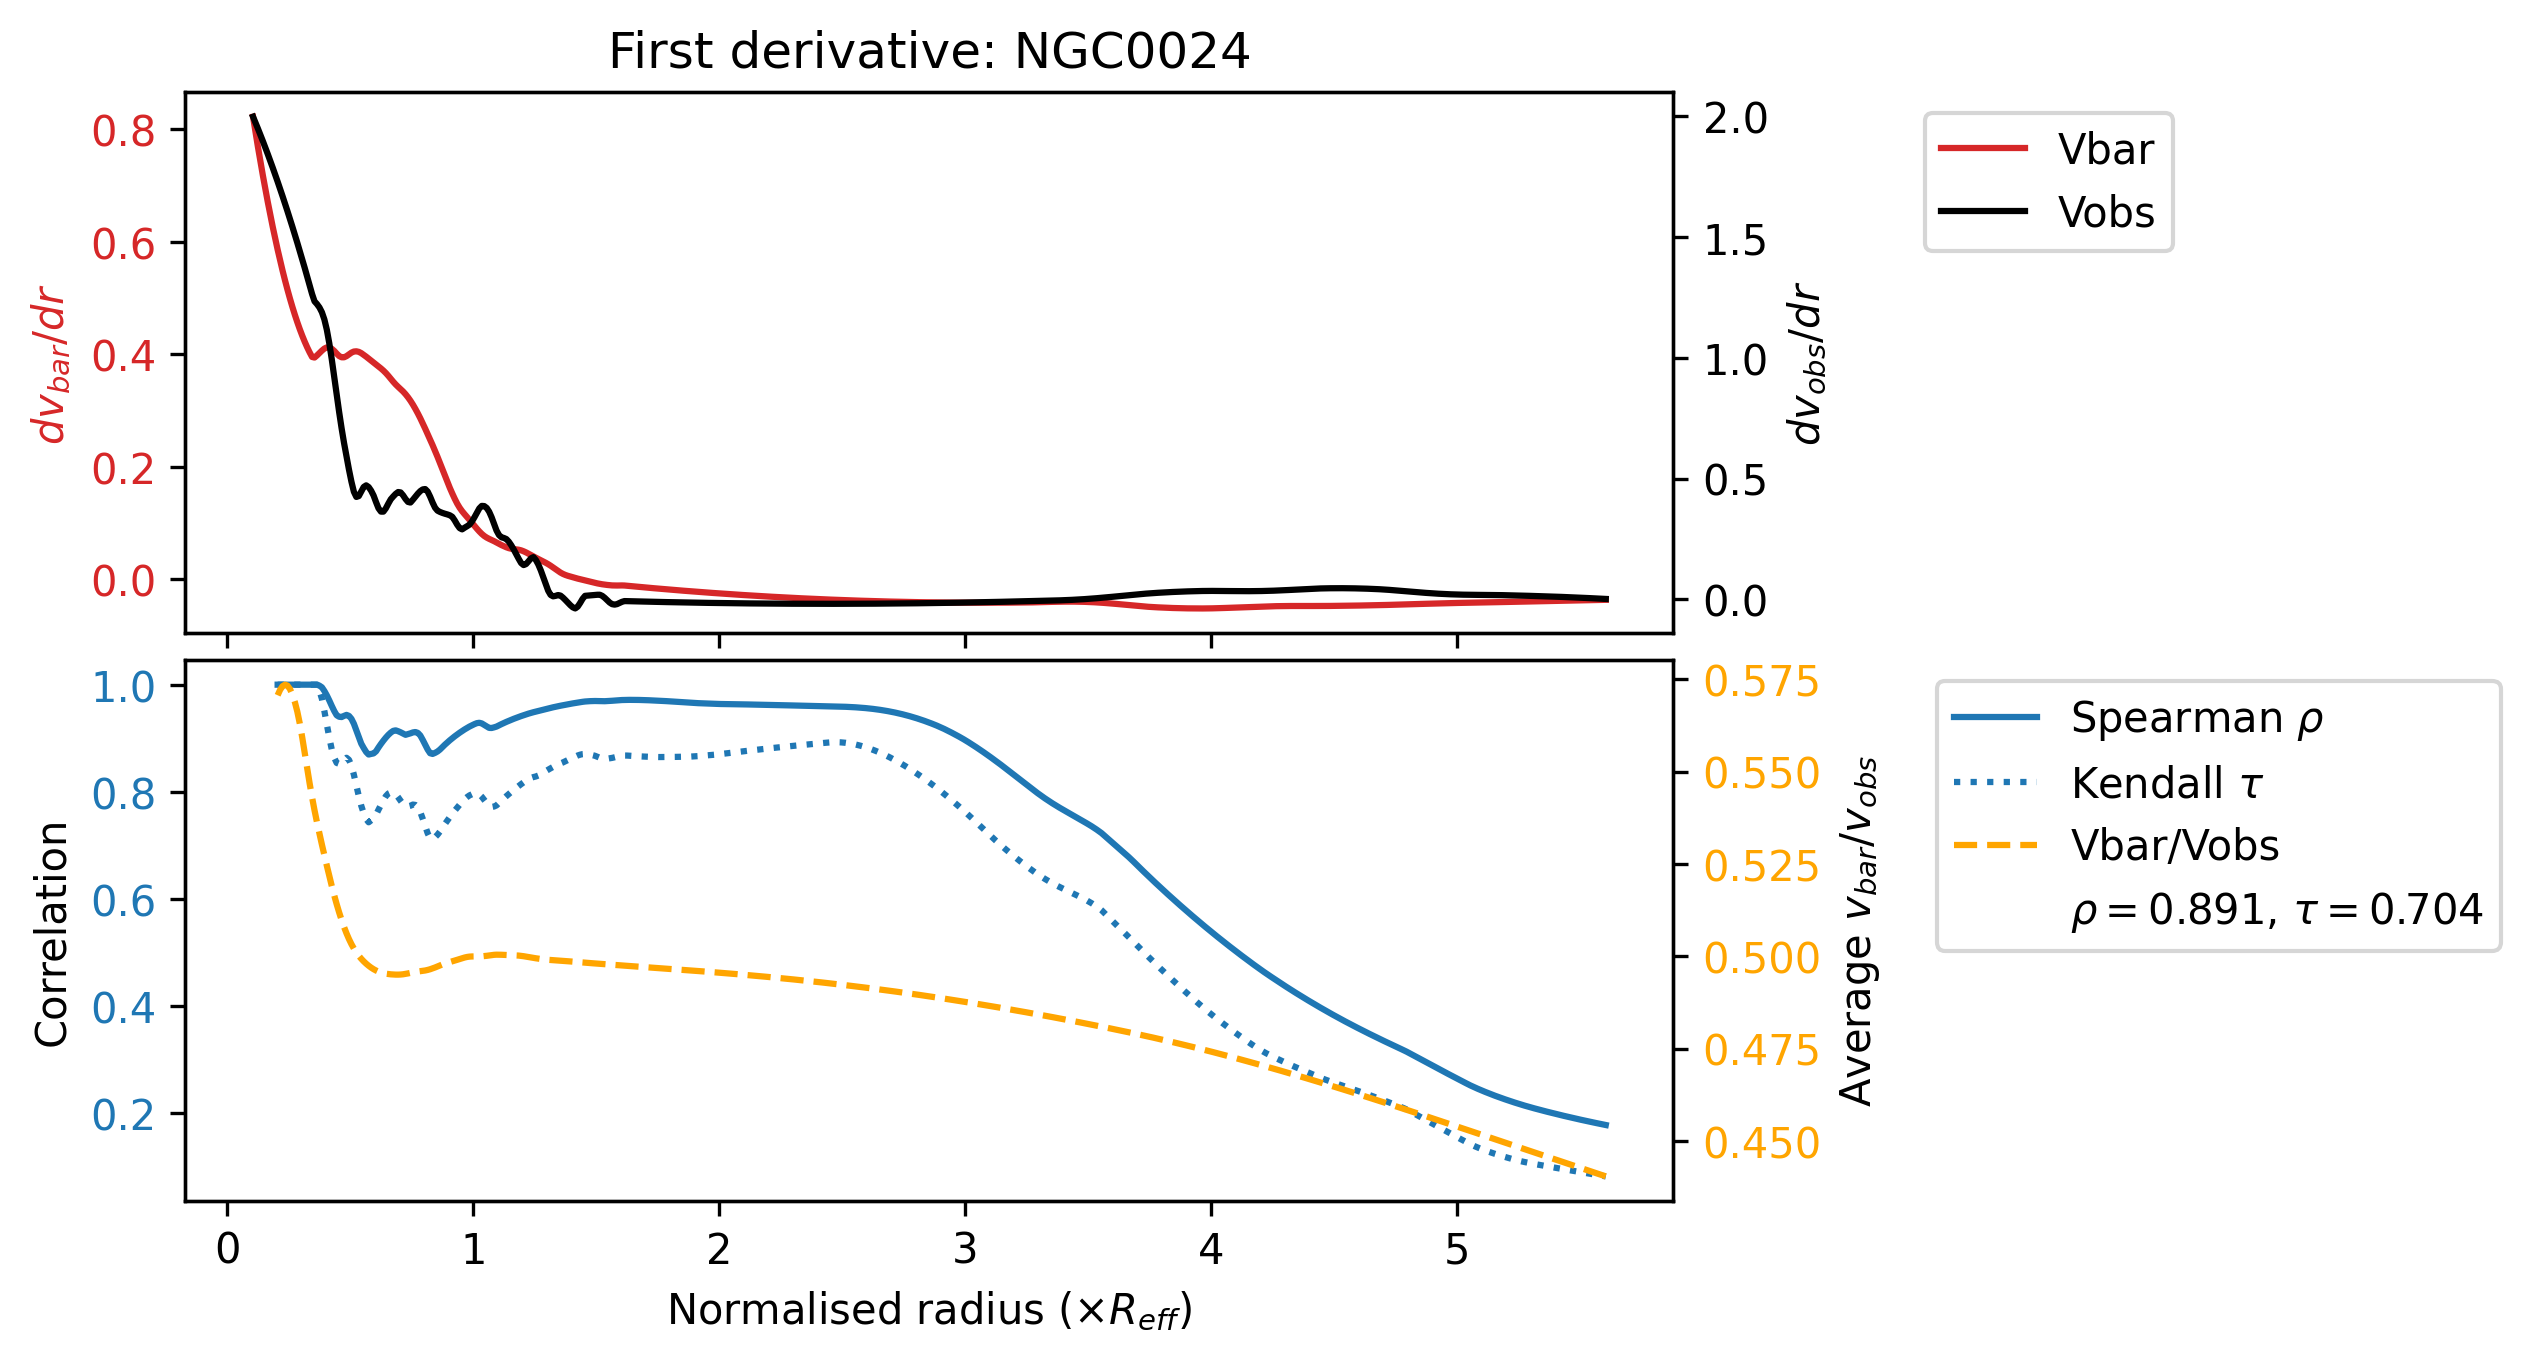 First derivative: NGC0024
0.8
0.6
0.4
0.2
0.0
dv_bar/dr
2.0
1.5
1.0
0.5
0.0
dv_obs/dr
Vbar
Vobs
1.0
0.8
0.6
0.4
0.2
Correlation
0.575
0.550
0.525
0.500
0.475
0.450
Average v_bar/v_obs
Spearman ρ
Kendall τ
Vbar/Vobs
ρ = 0.891, τ = 0.704
0 1 2 3 4 5
Normalised radius (×R_eff)